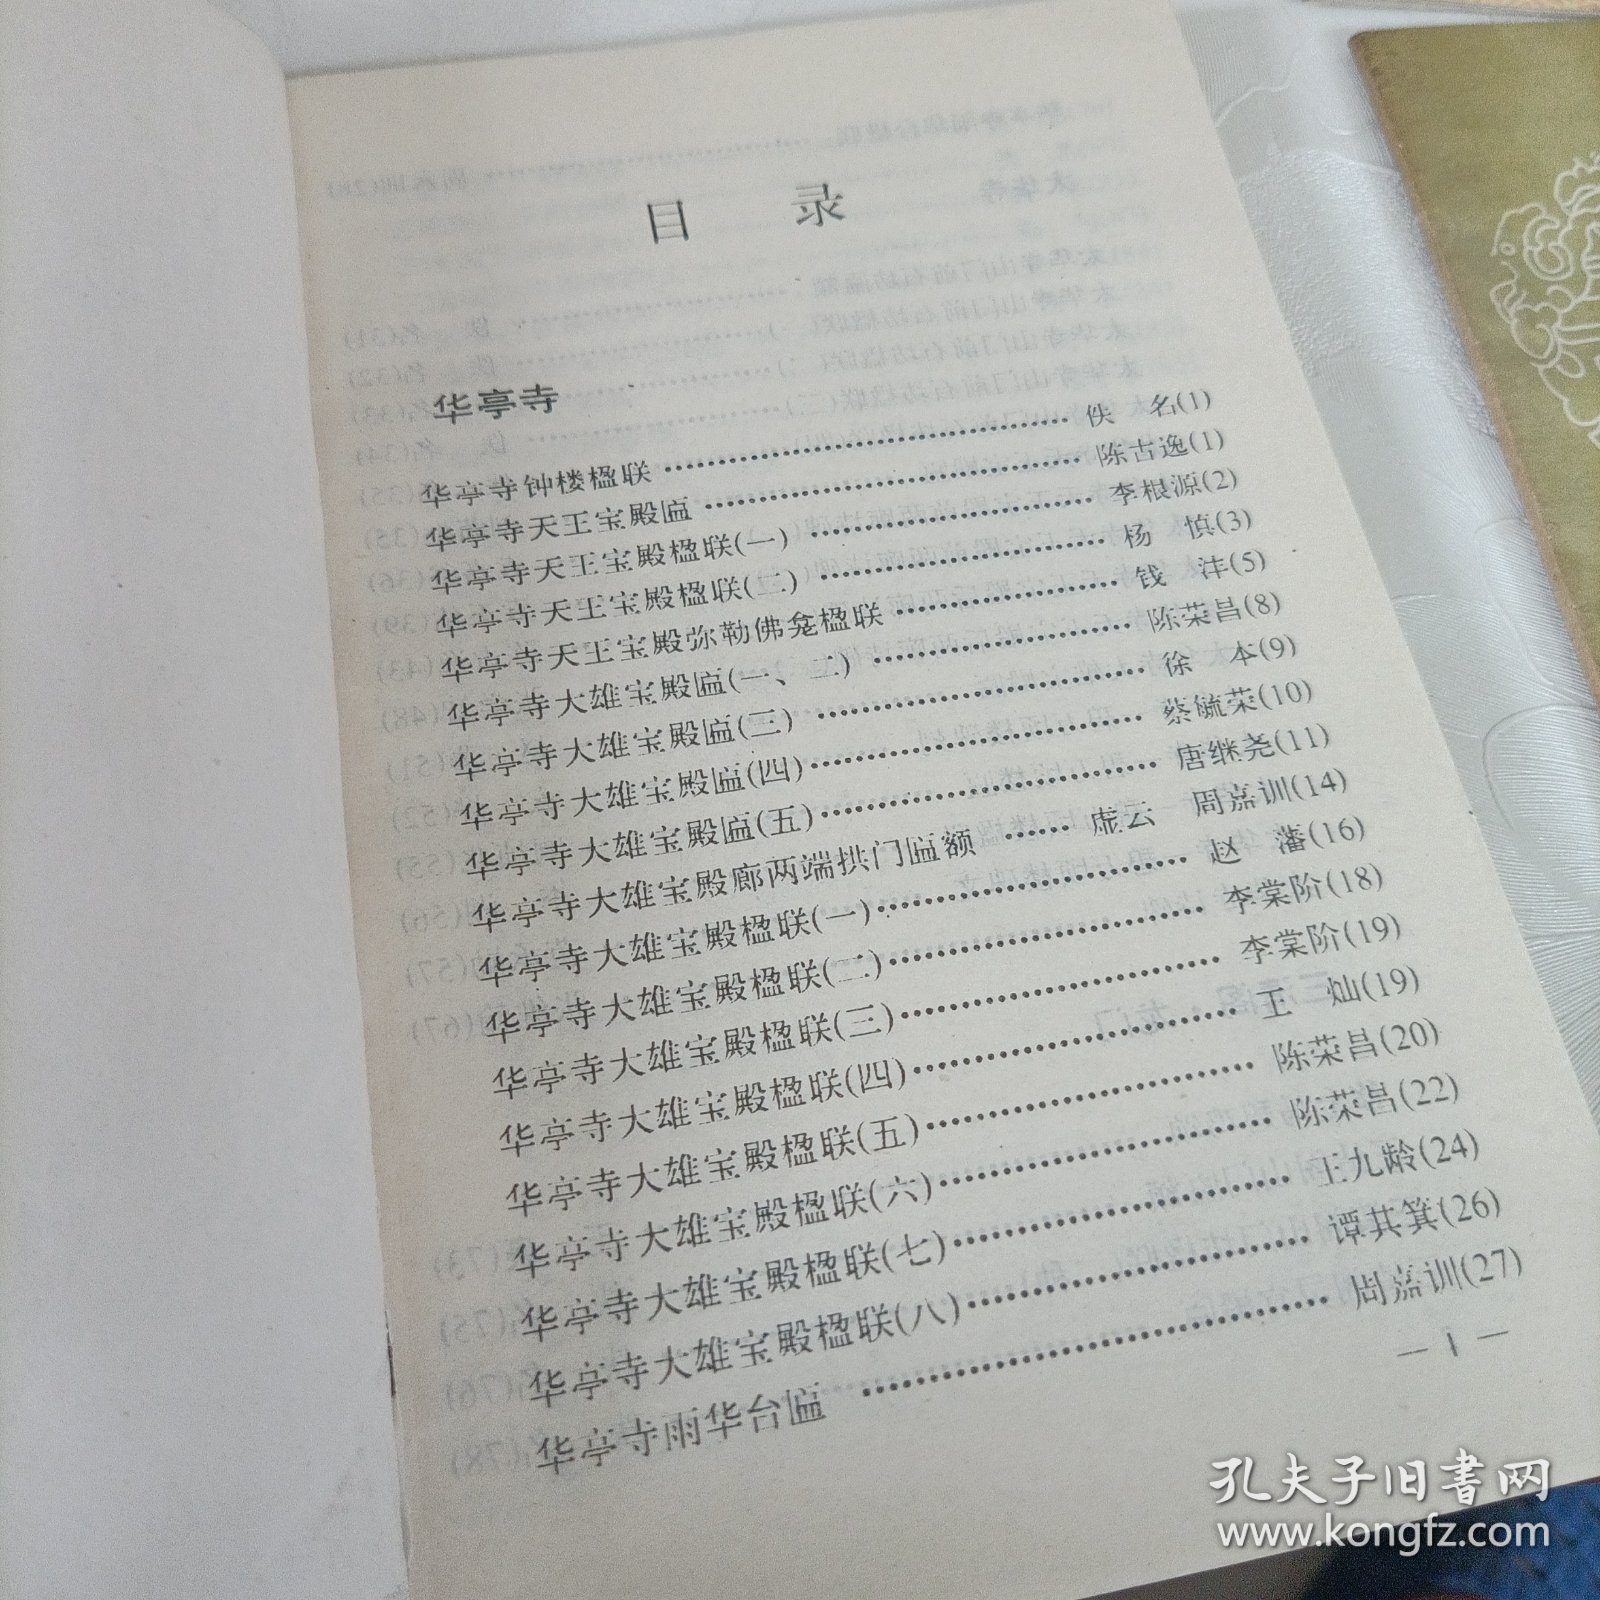 目 录
华亭寺
华亭寺钟楼楹联 …… 佚 名(1)
华亭寺天王宝殿匾 …… 陈古逸(1)
华亭寺天王宝殿楹联(一) …… 李根源(2)
华亭寺天王宝殿楹联(二) …… 杨 慎(3)
华亭寺天王宝殿弥勒佛龛楹联 …… 钱 沣(5)
华亭寺大雄宝殿匾(一、二) …… 陈荣昌(8)
华亭寺大雄宝殿匾(三) …… 徐 本(9)
华亭寺大雄宝殿匾(四) …… 蔡毓荣(10)
华亭寺大雄宝殿匾(五) …… 唐继尧(11)
华亭寺大雄宝殿廊两端拱门匾额 …… 虚云 周嘉训(14)
华亭寺大雄宝殿楹联(一) …… 赵 藩(16)
华亭寺大雄宝殿楹联(二) …… 李棠阶(18)
华亭寺大雄宝殿楹联(三) …… 李棠阶(19)
华亭寺大雄宝殿楹联(四) …… 王 灿(19)
华亭寺大雄宝殿楹联(五) …… 陈荣昌(20)
华亭寺大雄宝殿楹联(六) …… 陈荣昌(22)
华亭寺大雄宝殿楹联(七) …… 王九龄(24)
华亭寺大雄宝殿楹联(八) …… 谭其箕(26)
华亭寺雨华台匾 …… 周嘉训(27)
— 1 —
孔夫子旧书网
www.kongfz.com